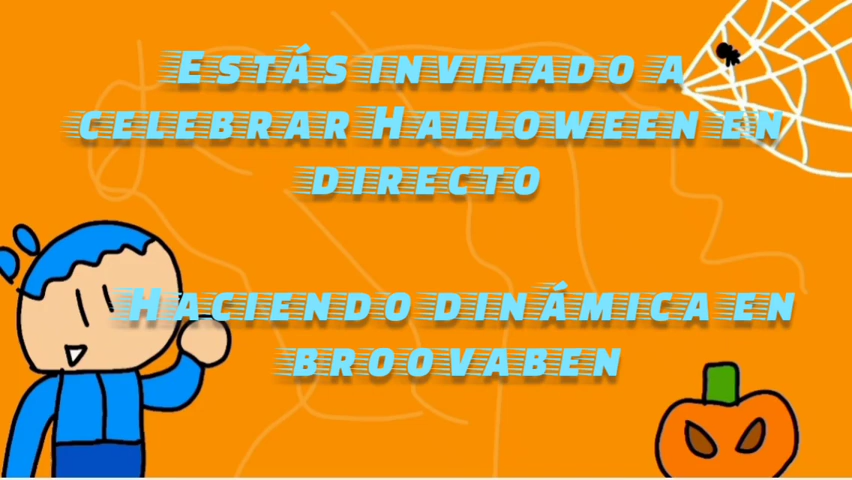 Estás invitado a
celebrar Halloween en
directo
Haciendo dinámica en
broovaben